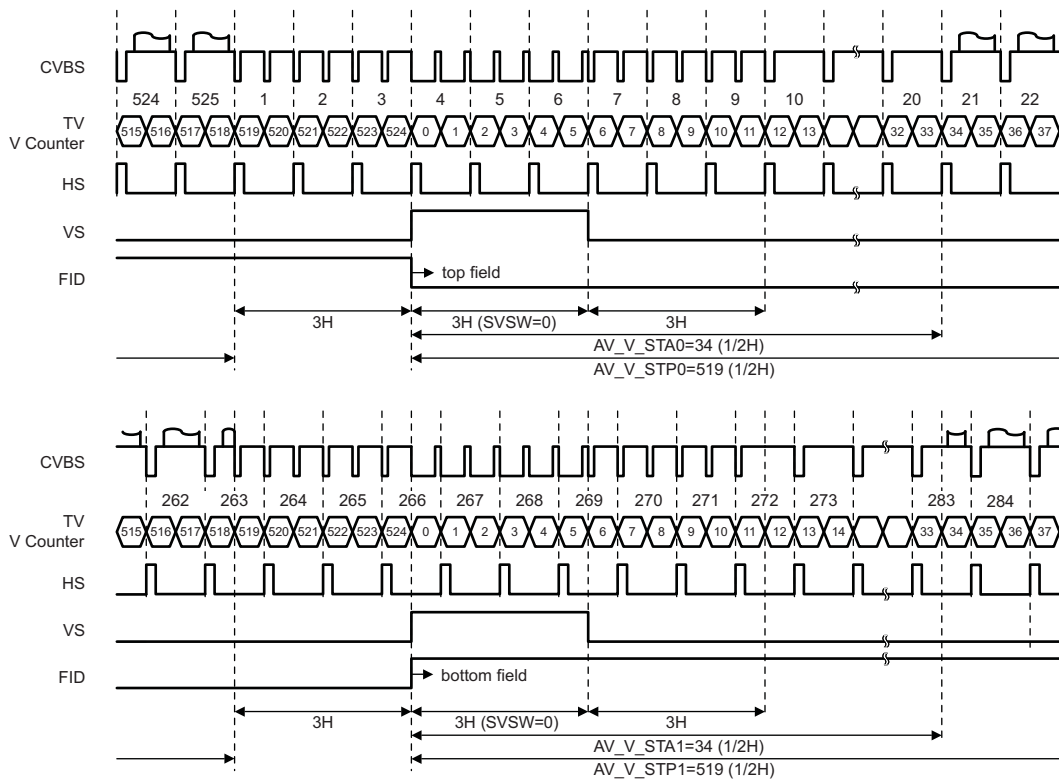 CVBS
524 525 1 2 3 4 5 6 7 8 9 10 20 21 22
TV
V Counter
515 516 517 518 519 520 521 522 523 524 0 1 2 3 4 5 6 7 8 9 10 11 12 13 32 33 34 35 36 37
HS
VS
FID
top field
3H 3H (SVSW=0) 3H
AV_V_STA0=34 (1/2H)
AV_V_STP0=519 (1/2H)
CVBS
262 263 264 265 266 267 268 269 270 271 272 273 283 284
TV
V Counter
515 516 517 518 519 520 521 522 523 524 0 1 2 3 4 5 6 7 8 9 10 11 12 13 14 33 34 35 36 37
HS
VS
FID
bottom field
3H 3H (SVSW=0) 3H
AV_V_STA1=34 (1/2H)
AV_V_STP1=519 (1/2H)